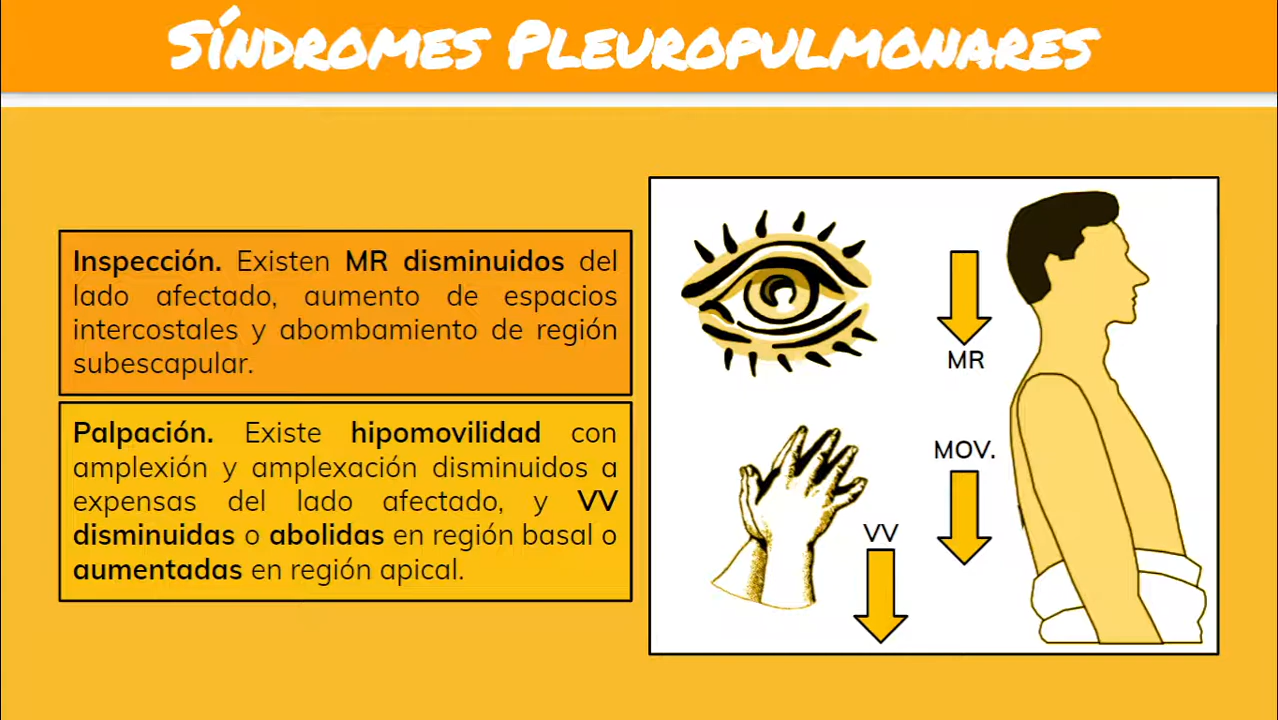 Síndromes Pleuropulmonares
Inspección. Existen MR disminuidos del
lado afectado, aumento de espacios
intercostales y abombamiento de región
subescapular.
Palpación. Existe hipomovilidad con
amplexión y amplexación disminuidos a
expensas del lado afectado, y VV
disminuidas o abolidas en región basal o
aumentadas en región apical.
MR
MOV.
VV